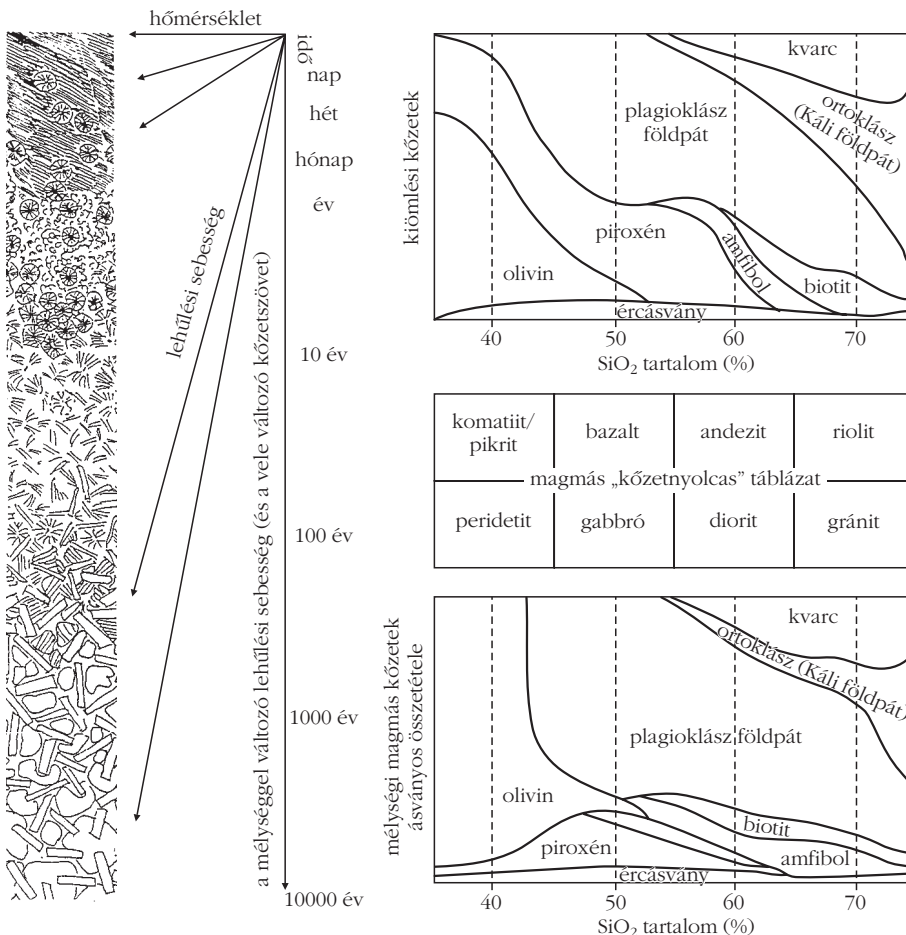 hőmérséklet
idő
nap
hét
hónap
év
10 év
100 év
1000 év
10000 év
lehűlési sebesség
a mélységgel változó lehűlési sebesség (és a vele változó kőzetszövet)
kiömlési kőzetek
kvarc
ortoklász
(Káli földpát)
plagioklász
földpát
piroxén
amfibol
biotit
olivin
ércásvány
40
50
60
70
SiO₂ tartalom (%)
komatiit/
pikrit
bazalt
andezit
riolit
magmás „kőzetnyolcas” táblázat
peridetit
gabbró
diorit
gránit
mélységi magmás kőzetek
ásványos összetétele
kvarc
ortoklász (Káli földpát)
plagioklász földpát
olivin
piroxén
biotit
amfibol
ércásvány
40
50
60
70
SiO₂ tartalom (%)